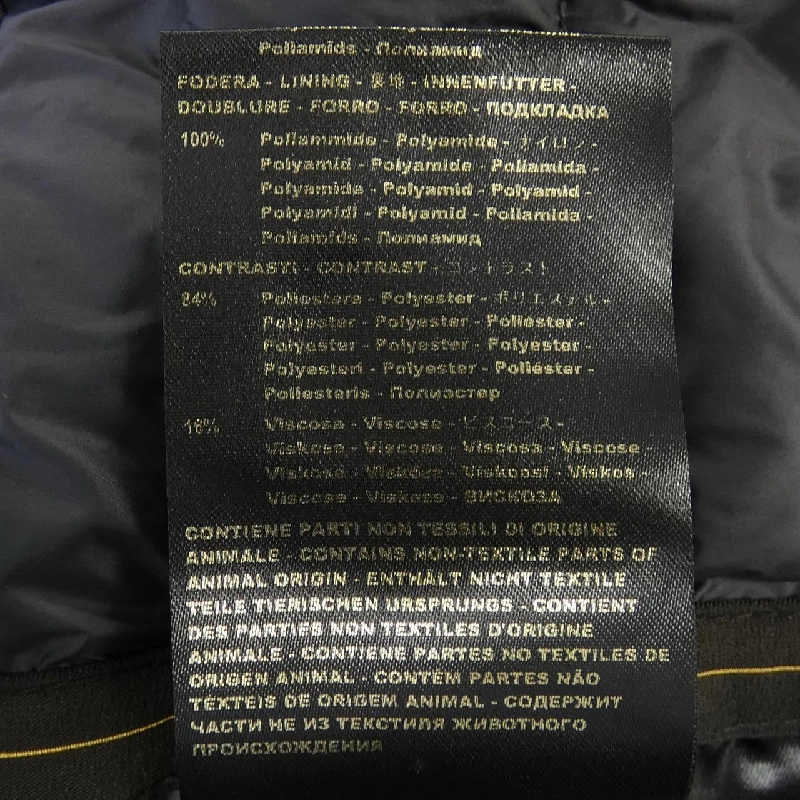 Poliamids - Полиамид
FODERA - LINING - 裏地 - INNENFUTTER -
DOUBLURE - FORRO - FORRO - ПОДКЛАДКА
100% Poliammide - Polyamide - ナイロン -
Polyamid - Polyamide - Poliamida -
Polyamide - Polyamid - Polyamid -
Polyamidi - Polyamid - Poliamida -
Poliamids - Полиамид
CONTRASTI - CONTRAST - コントラスト
84% Poliestere - Polyester - ポリエステル -
Polyester - Polyester - Poliester -
Polyester - Polyester - Polyester -
Polyesteri - Polyester - Poliester -
Poliesteris - Полиэстер
16% Viscosa - Viscose - ビスコース -
Viskose - Viscose - Viscosa - Viscose
Viskose - Viskose - Viskoosi - Viskos -
Viscose - Viskose - ВИСКОЗА
CONTIENE PARTI NON TESSILI DI ORIGINE
ANIMALE - CONTAINS NON-TEXTILE PARTS OF
ANIMAL ORIGIN - ENTHÄLT NICHT TEXTILE
TEILE TIERISCHEN URSPRUNGS - CONTIENT
DES PARTIES NON TEXTILES D'ORIGINE
ANIMALE - CONTIENE PARTES NO TEXTILES DE
ORIGEN ANIMAL - CONTÉM PARTES NÃO
TEXTEIS DE ORIGEM ANIMAL - СОДЕРЖИТ
ЧАСТИ НЕ ИЗ ТЕКСТИЛЯ ЖИВОТНОГО
ПРОИСХОЖДЕНИЯ